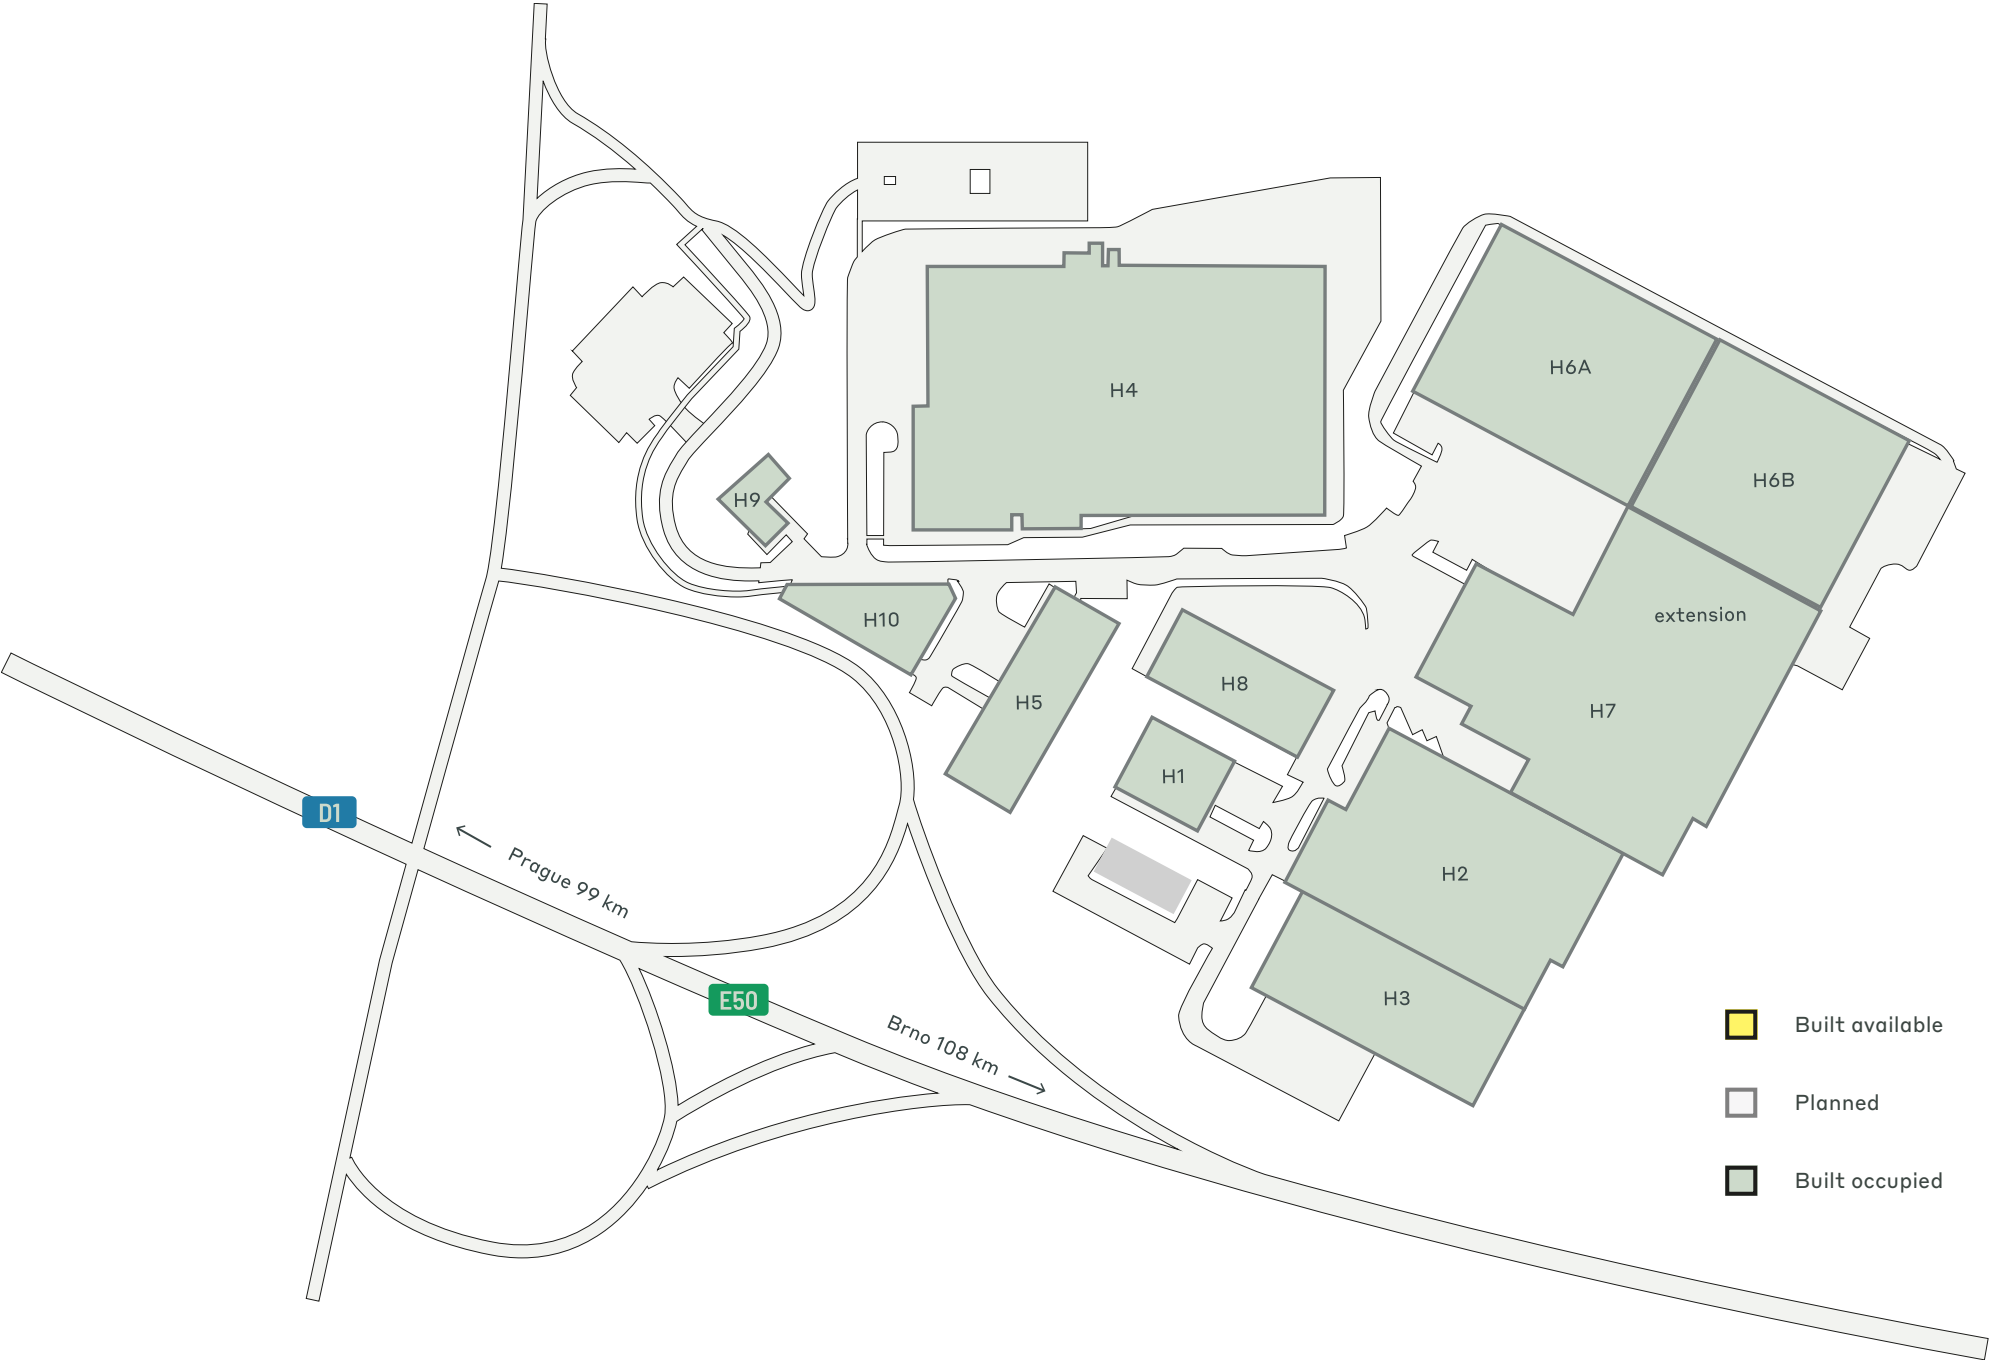 H6A
H4
H6B
H9
extension
H10
H8
H5
H7
H1
D1
Prague 99 km
H2
H3
E50
Brno 108 km
Built available
Planned
Built occupied